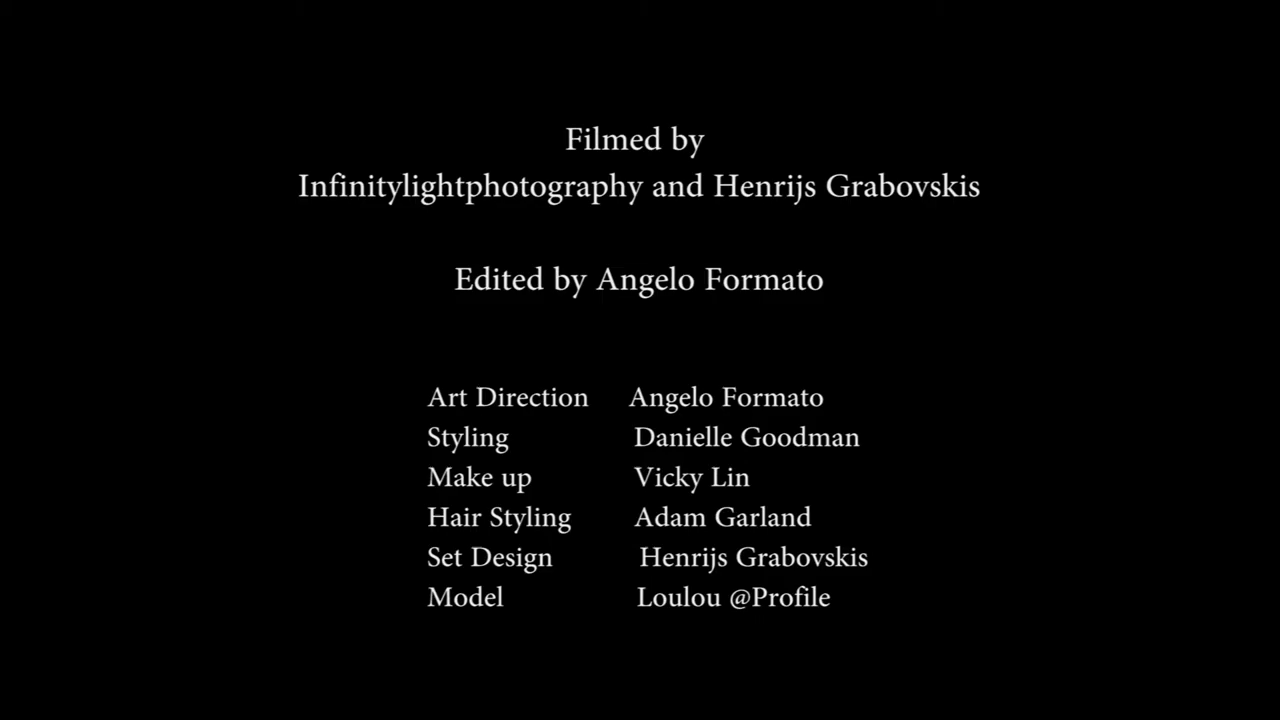 Filmed by
Infinitylightphotography and Henrijs Grabovskis
Edited by Angelo Formato
Art Direction Angelo Formato
Styling Danielle Goodman
Make up Vicky Lin
Hair Styling Adam Garland
Set Design Henrijs Grabovskis
Model Loulou @Profile